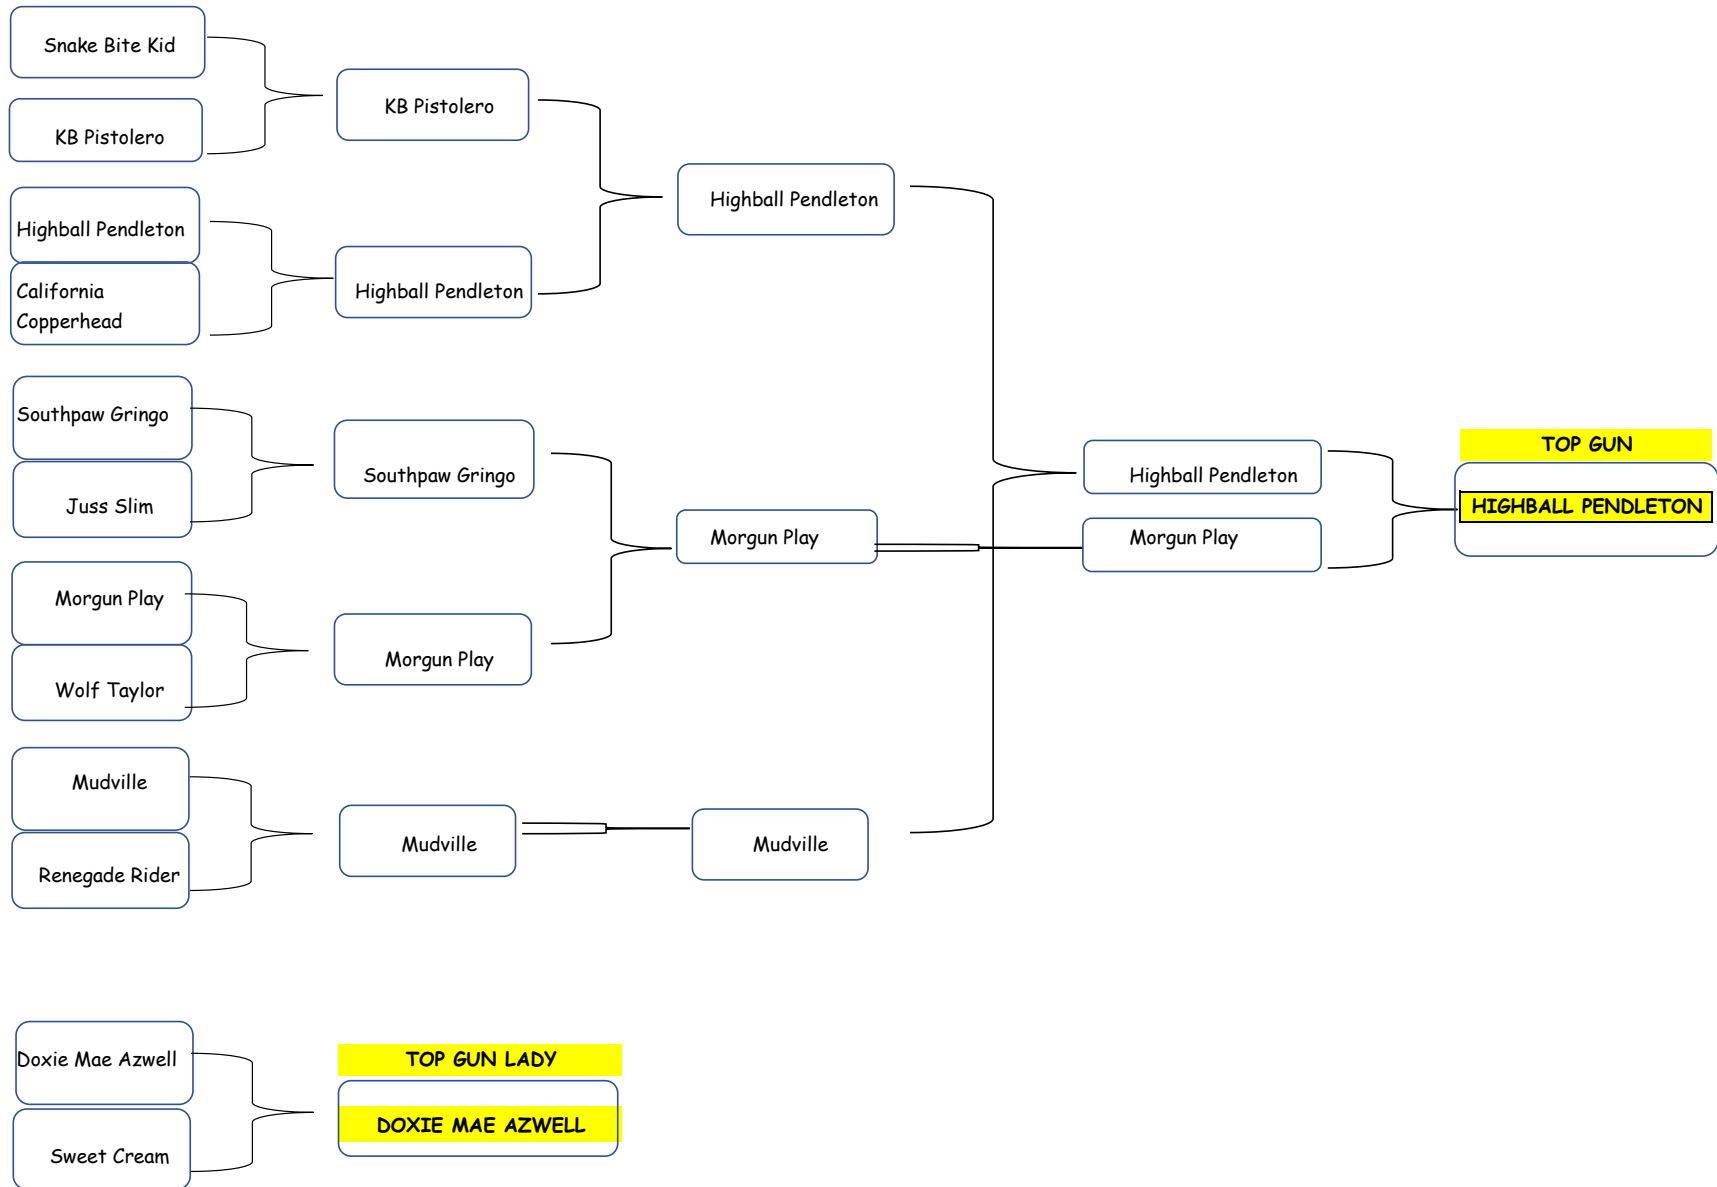 Snake Bite Kid
KB Pistolero
Highball Pendleton
California
Copperhead
Southpaw Gringo
Juss Slim
Morgun Play
Wolf Taylor
Mudville
Renegade Rider
KB Pistolero
Highball Pendleton
Southpaw Gringo
Morgun Play
Mudville
Highball Pendleton
Morgun Play
Mudville
Highball Pendleton
Morgun Play
TOP GUN
HIGHBALL PENDLETON
Doxie Mae Azwell
Sweet Cream
TOP GUN LADY
DOXIE MAE AZWELL